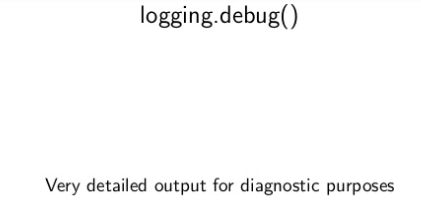 logging.debug()
Very detailed output for diagnostic purposes